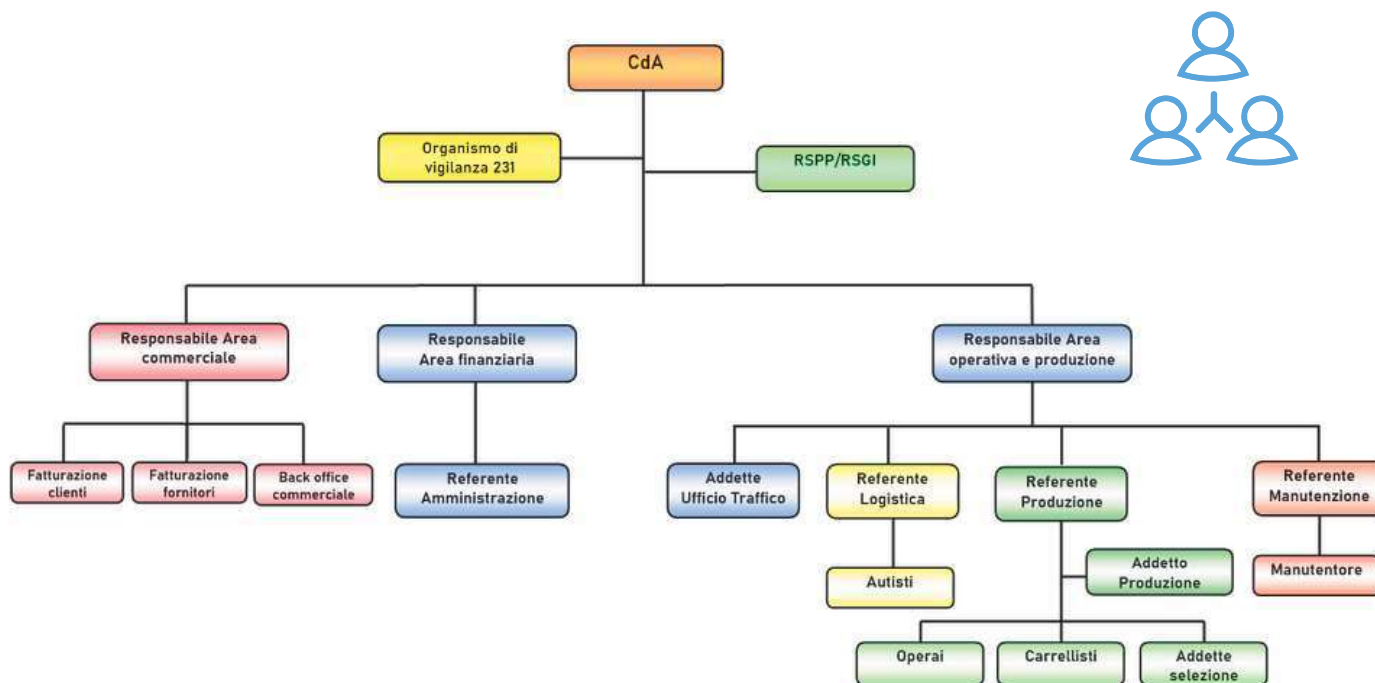 CdA
Organismo di
vigilanza 231
RSPP/RSGI
Responsabile Area
commerciale
Responsabile
Area finanziaria
Responsabile Area
operativa e produzione
Fatturazione
clienti
Fatturazione
fornitori
Back office
commerciale
Referente
Amministrazione
Addette
Ufficio Traffico
Referente
Logistica
Referente
Produzione
Referente
Manutenzione
Autisti
Addetto
Produzione
Manutentore
Operai
Carrellisti
Addette
selezione